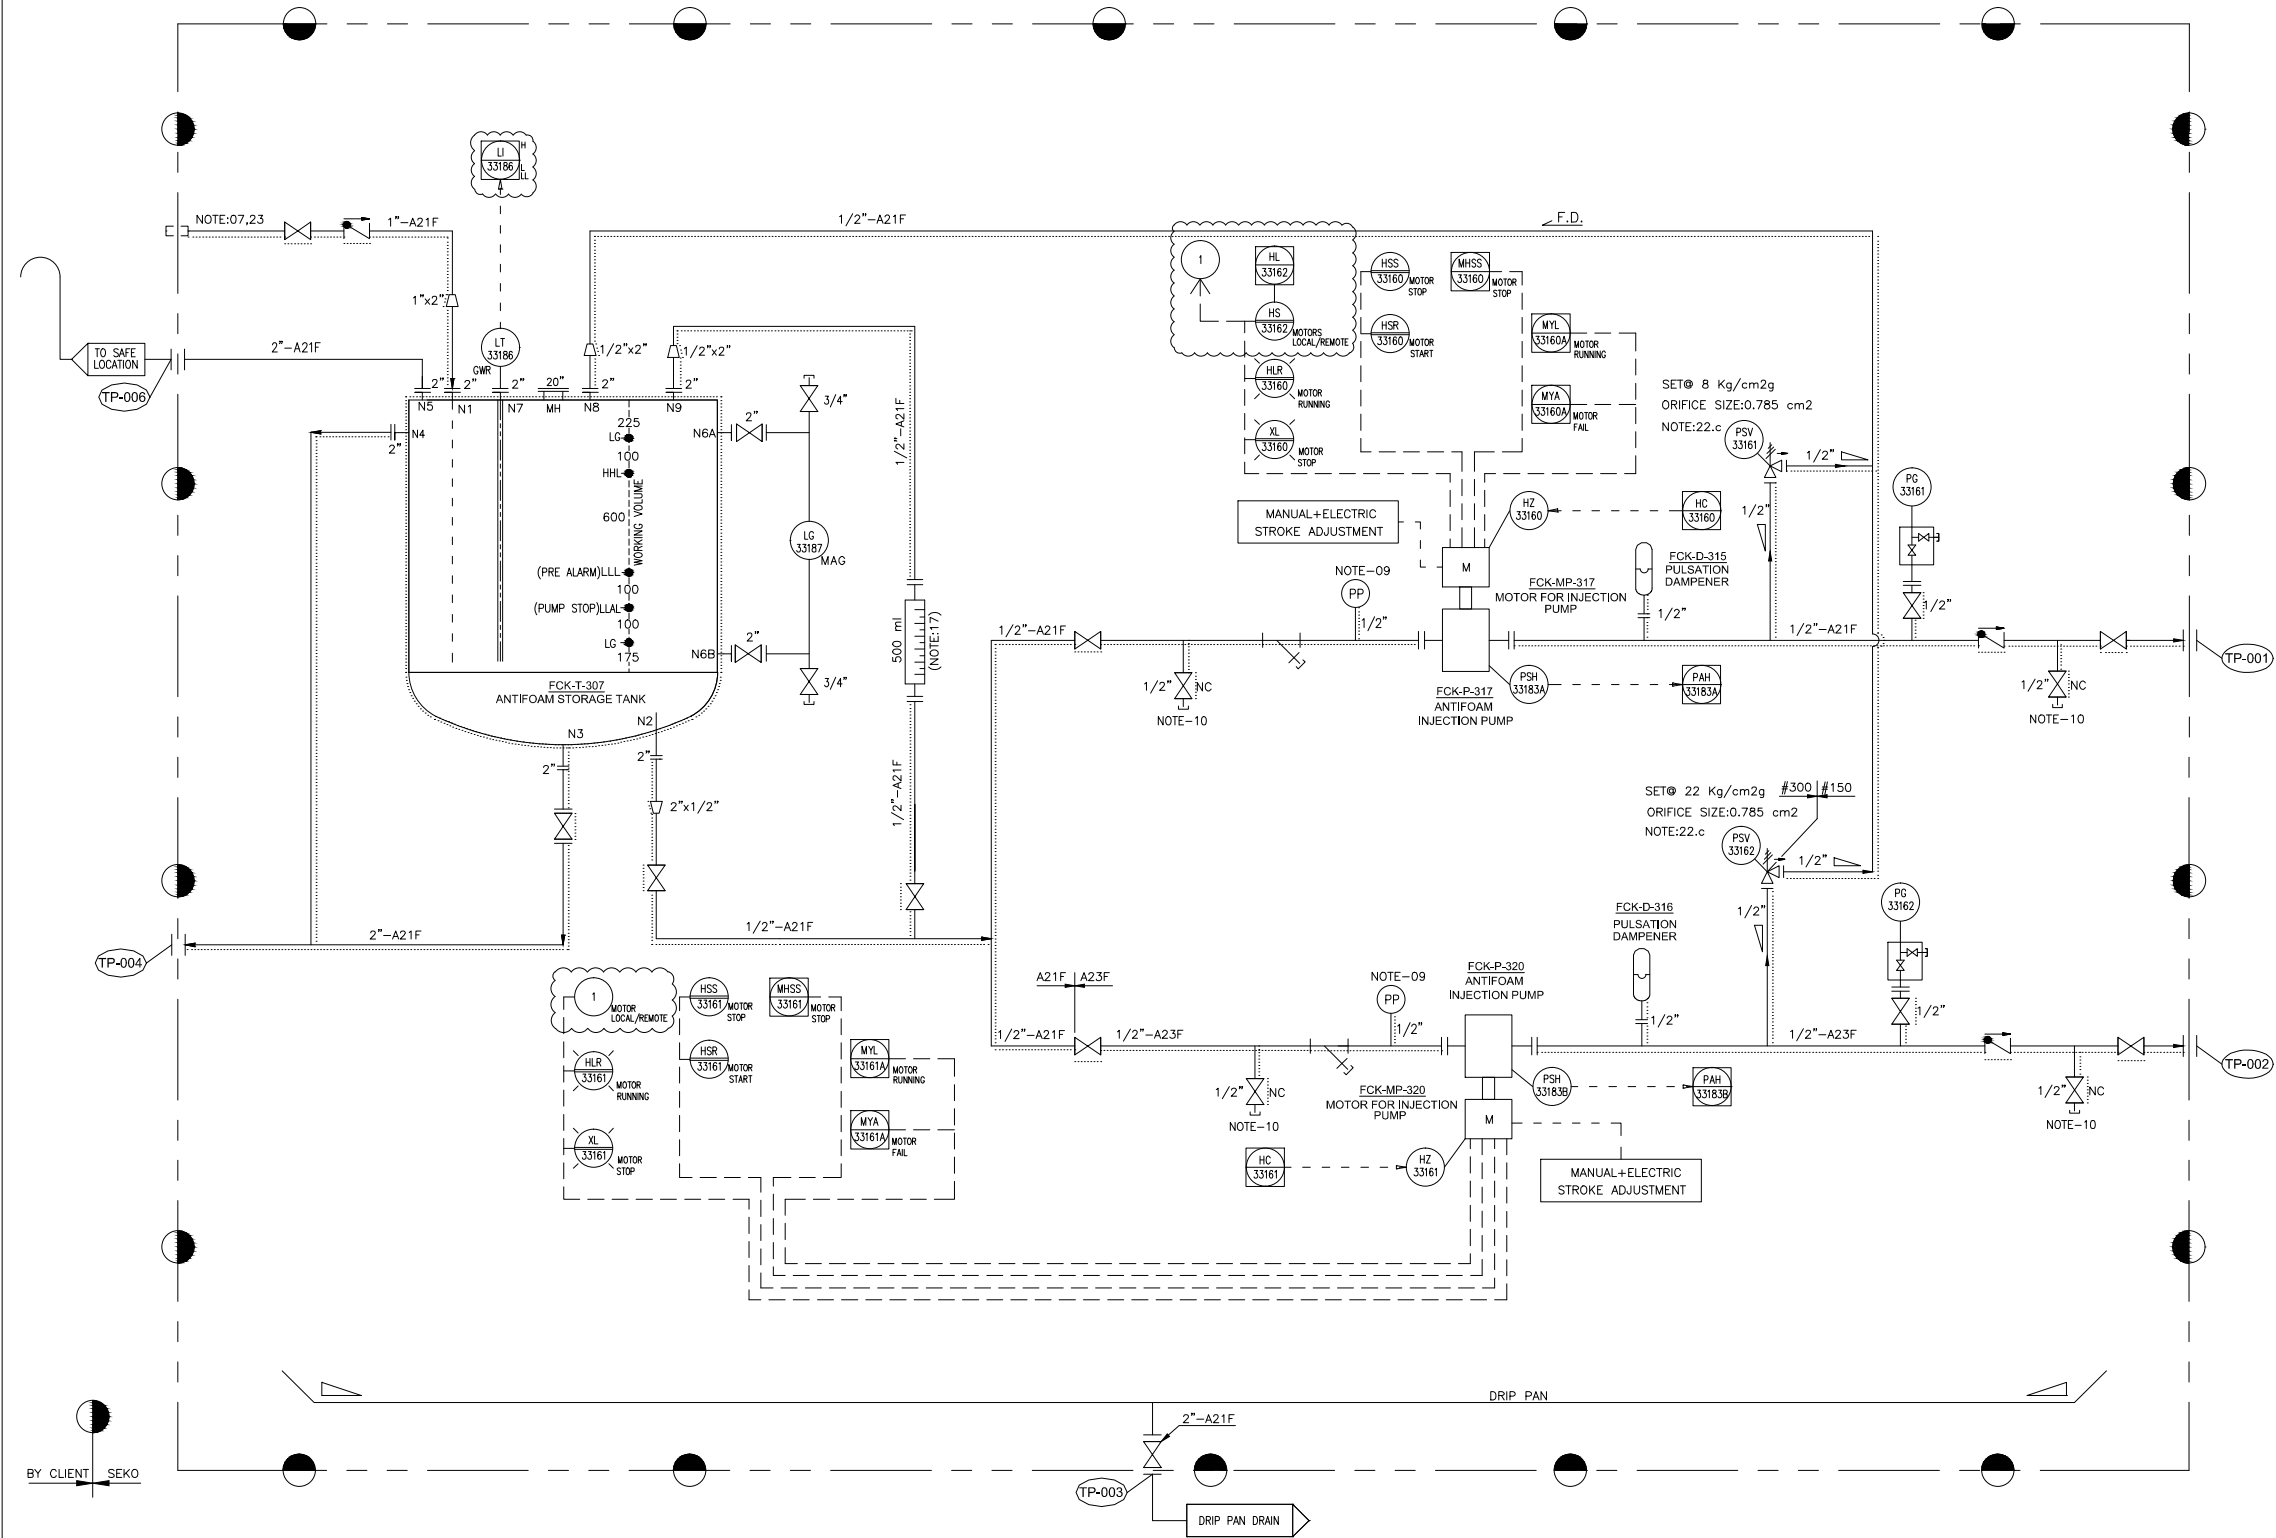 LI
33186
H
L
LL
NOTE:07,23
1"-A21F
1/2"-A21F
F.D.
1"x2"
LT
33186
GWR
2"-A21F
TO SAFE
LOCATION
TP-006
1/2"x2"
1/2"x2"
2"
2"
2"
20"
2"
2"
N5
N1
N7
MH
N8
N9
N4
2"
225
LG
100
HHL
600
WORKING VOLUME
(PRE ALARM)LLL
100
(PUMP STOP)LLAL
100
LG
175
N6A
2"
3/4"
LG
33187
MAG
N6B
2"
3/4"
FCK-T-307
ANTIFOAM STORAGE TANK
N3
N2
2"
2"
2"x1/2"
1/2"-A21F
500 ml
(NOTE:17)
1/2"-A21F
1/2"-A21F
2"-A21F
TP-004
1
HL
33162
HS
33162
MOTORS
LOCAL/REMOTE
HLR
33160
MOTOR
RUNNING
XL
33160
MOTOR
STOP
HSS
33160
MOTOR
STOP
MHSS
33160
MOTOR
STOP
HSR
33160
MOTOR
START
MYL
33160A
MOTOR
RUNNING
MYA
33160A
MOTOR
FAIL
SET@ 8 Kg/cm2g
ORIFICE SIZE:0.785 cm2
NOTE:22.c
PSV
33161
1/2"
1/2"
PG
33161
1/2"
MANUAL+ELECTRIC
STROKE ADJUSTMENT
HZ
33160
HC
33160
M
FCK-MP-317
MOTOR FOR INJECTION
PUMP
FCK-D-315
PULSATION
DAMPENER
1/2"
NOTE-09
PP
1/2"
1/2"-A21F
1/2"-A21F
1/2"
NC
NOTE-10
FCK-P-317
ANTIFOAM
INJECTION PUMP
PSH
33183A
PAH
33183A
1/2"
NC
NOTE-10
TP-001
SET@ 22 Kg/cm2g
#300
#150
ORIFICE SIZE:0.785 cm2
NOTE:22.c
PSV
33162
1/2"
1/2"
PG
33162
1/2"
FCK-D-316
PULSATION
DAMPENER
1/2"
A21F
A23F
1/2"-A21F
1/2"-A23F
NOTE-09
PP
1/2"
FCK-P-320
ANTIFOAM
INJECTION PUMP
1/2"-A23F
1/2"
NC
NOTE-10
FCK-MP-320
MOTOR FOR INJECTION
PUMP
M
PSH
33183B
PAH
33183B
1/2"
NC
NOTE-10
TP-002
HC
33161
HZ
33161
MANUAL+ELECTRIC
STROKE ADJUSTMENT
1
MOTOR
LOCAL/REMOTE
HSS
33161
MOTOR
STOP
MHSS
33161
MOTOR
STOP
HLR
33161
MOTOR
RUNNING
HSR
33161
MOTOR
START
MYL
33161A
MOTOR
RUNNING
XL
33161
MOTOR
STOP
MYA
33161A
MOTOR
FAIL
DRIP PAN
2"-A21F
TP-003
DRIP PAN DRAIN
BY CLIENT
SEKO